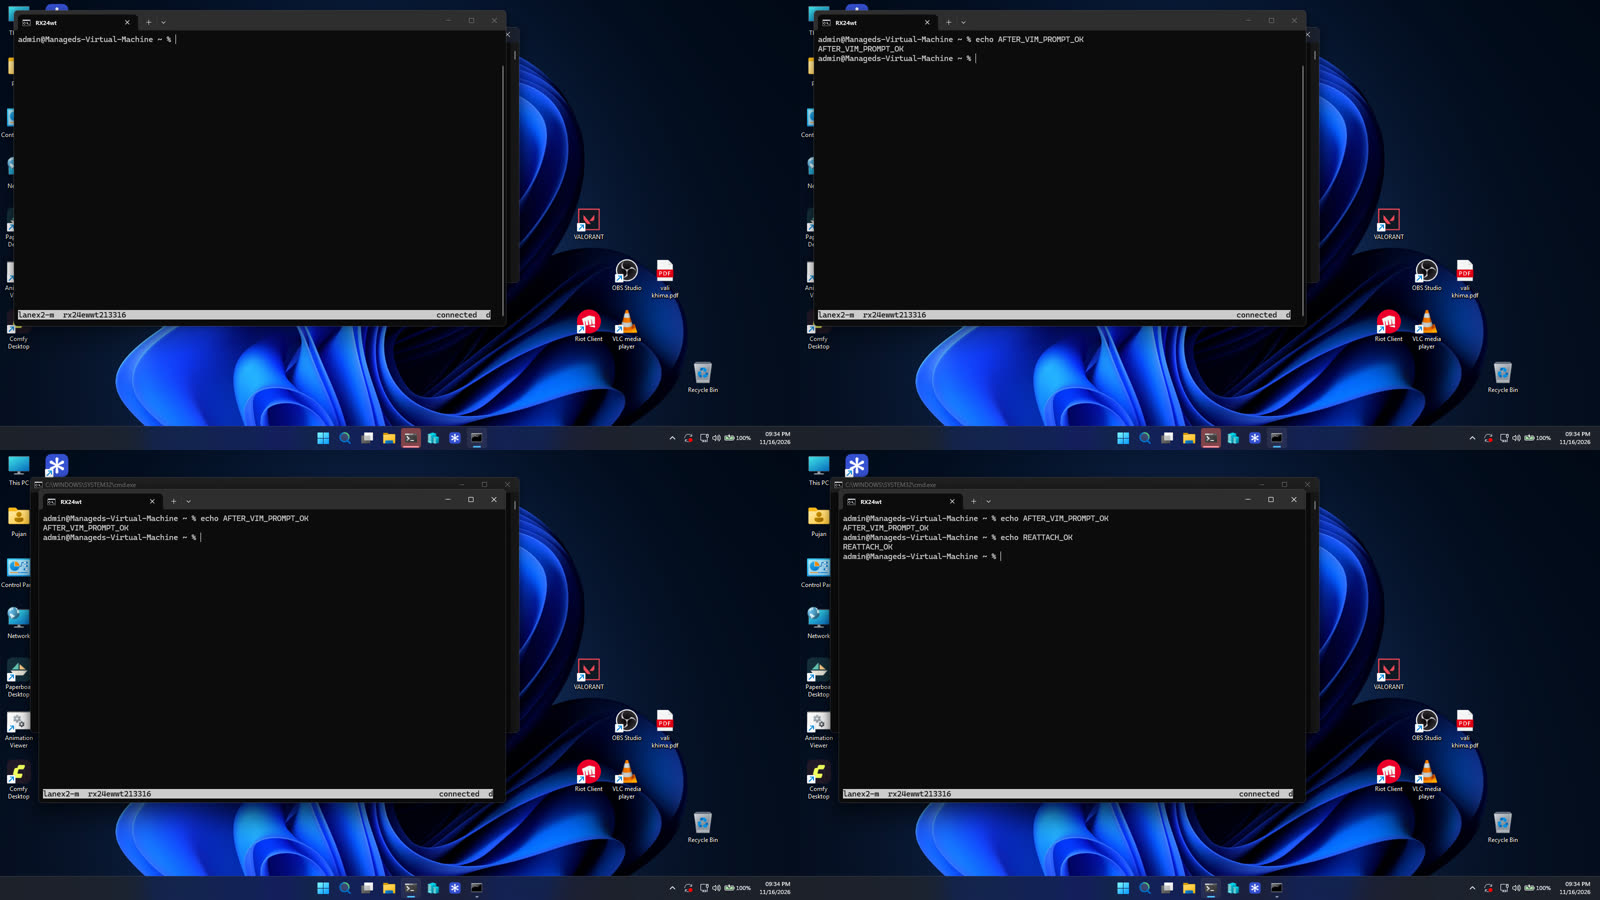 RX24wt
admin@Manageds-Virtual-Machine ~ %
lanex2-m rx24ewwt213316 connected d
Comfy
Desktop
VALORANT
OBS Studio
vali
khima.pdf
Riot Client
VLC media
player
Recycle Bin
100%
09:34 PM
11/16/2026
RX24wt
admin@Manageds-Virtual-Machine ~ % echo AFTER_VIM_PROMPT_OK
AFTER_VIM_PROMPT_OK
admin@Manageds-Virtual-Machine ~ %
lanex2-m rx24ewwt213316 connected d
Comfy
Desktop
VALORANT
OBS Studio
vali
khima.pdf
Riot Client
VLC media
player
Recycle Bin
100%
09:34 PM
11/16/2026
This PC
Pujan
Control Pa
Network
Paperboa
Desktop
Animation
Viewer
Comfy
Desktop
C:\WINDOWS\SYSTEM32\cmd.exe
RX24wt
admin@Manageds-Virtual-Machine ~ % echo AFTER_VIM_PROMPT_OK
AFTER_VIM_PROMPT_OK
admin@Manageds-Virtual-Machine ~ %
lanex2-m rx24ewwt213316 connected d
VALORANT
OBS Studio
vali
khima.pdf
Riot Client
VLC media
player
Recycle Bin
100%
09:34 PM
11/16/2026
This PC
Pujan
Control Pa
Network
Paperboa
Desktop
Animation
Viewer
Comfy
Desktop
C:\WINDOWS\SYSTEM32\cmd.exe
RX24wt
admin@Manageds-Virtual-Machine ~ % echo AFTER_VIM_PROMPT_OK
AFTER_VIM_PROMPT_OK
admin@Manageds-Virtual-Machine ~ % echo REATTACH_OK
REATTACH_OK
admin@Manageds-Virtual-Machine ~ %
lanex2-m rx24ewwt213316 connected d
VALORANT
OBS Studio
vali
khima.pdf
Riot Client
VLC media
player
Recycle Bin
100%
09:34 PM
11/16/2026